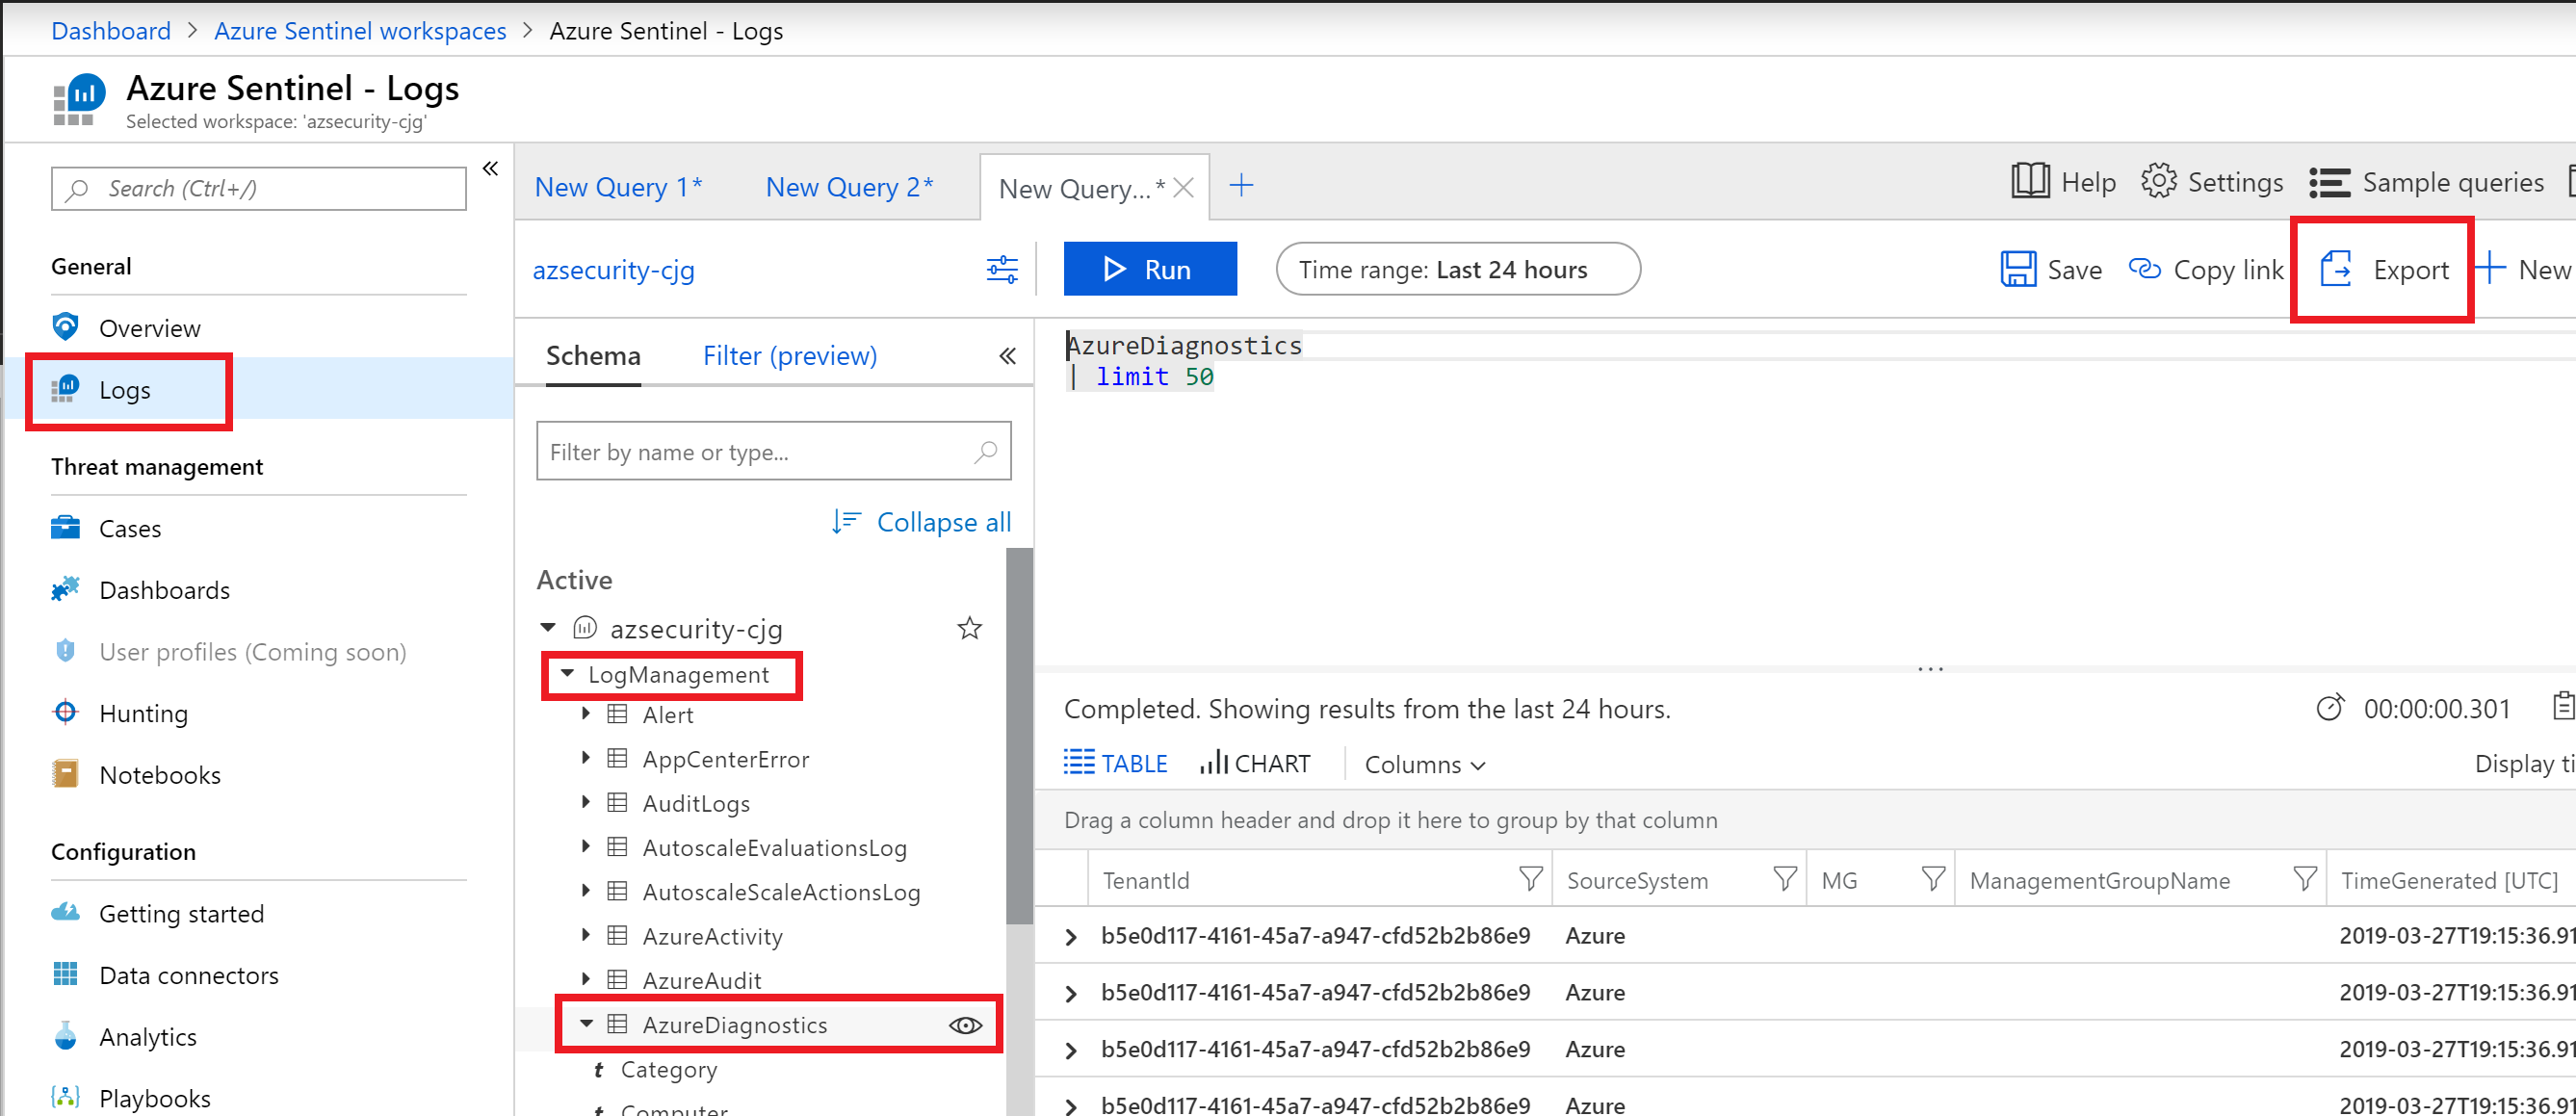 Dashboard > Azure Sentinel workspaces > Azure Sentinel - Logs
Azure Sentinel - Logs
Selected workspace: 'azsecurity-cjg'
Search (Ctrl+/)
General
Overview
Logs
Threat management
Cases
Dashboards
User profiles (Coming soon)
Hunting
Notebooks
Configuration
Getting started
Data connectors
Analytics
Playbooks
New Query 1*
New Query 2*
New Query...*
Help
Settings
Sample queries
azsecurity-cjg
Run
Time range: Last 24 hours
Save
Copy link
Export
New
Schema
Filter (preview)
Filter by name or type...
Collapse all
Active
azsecurity-cjg
LogManagement
Alert
AppCenterError
AuditLogs
AutoscaleEvaluationsLog
AutoscaleScaleActionsLog
AzureActivity
AzureAudit
AzureDiagnostics
t Category
t Computer
AzureDiagnostics
| limit 50
Completed. Showing results from the last 24 hours.
00:00:00.301
TABLE
CHART
Columns
Display ti
Drag a column header and drop it here to group by that column
TenantId SourceSystem MG ManagementGroupName TimeGenerated [UTC]
b5e0d117-4161-45a7-a947-cfd52b2b86e9 Azure 2019-03-27T19:15:36.91
b5e0d117-4161-45a7-a947-cfd52b2b86e9 Azure 2019-03-27T19:15:36.91
b5e0d117-4161-45a7-a947-cfd52b2b86e9 Azure 2019-03-27T19:15:36.91
b5e0d117-4161-45a7-a947-cfd52b2b86e9 Azure 2019-03-27T19:15:36.91